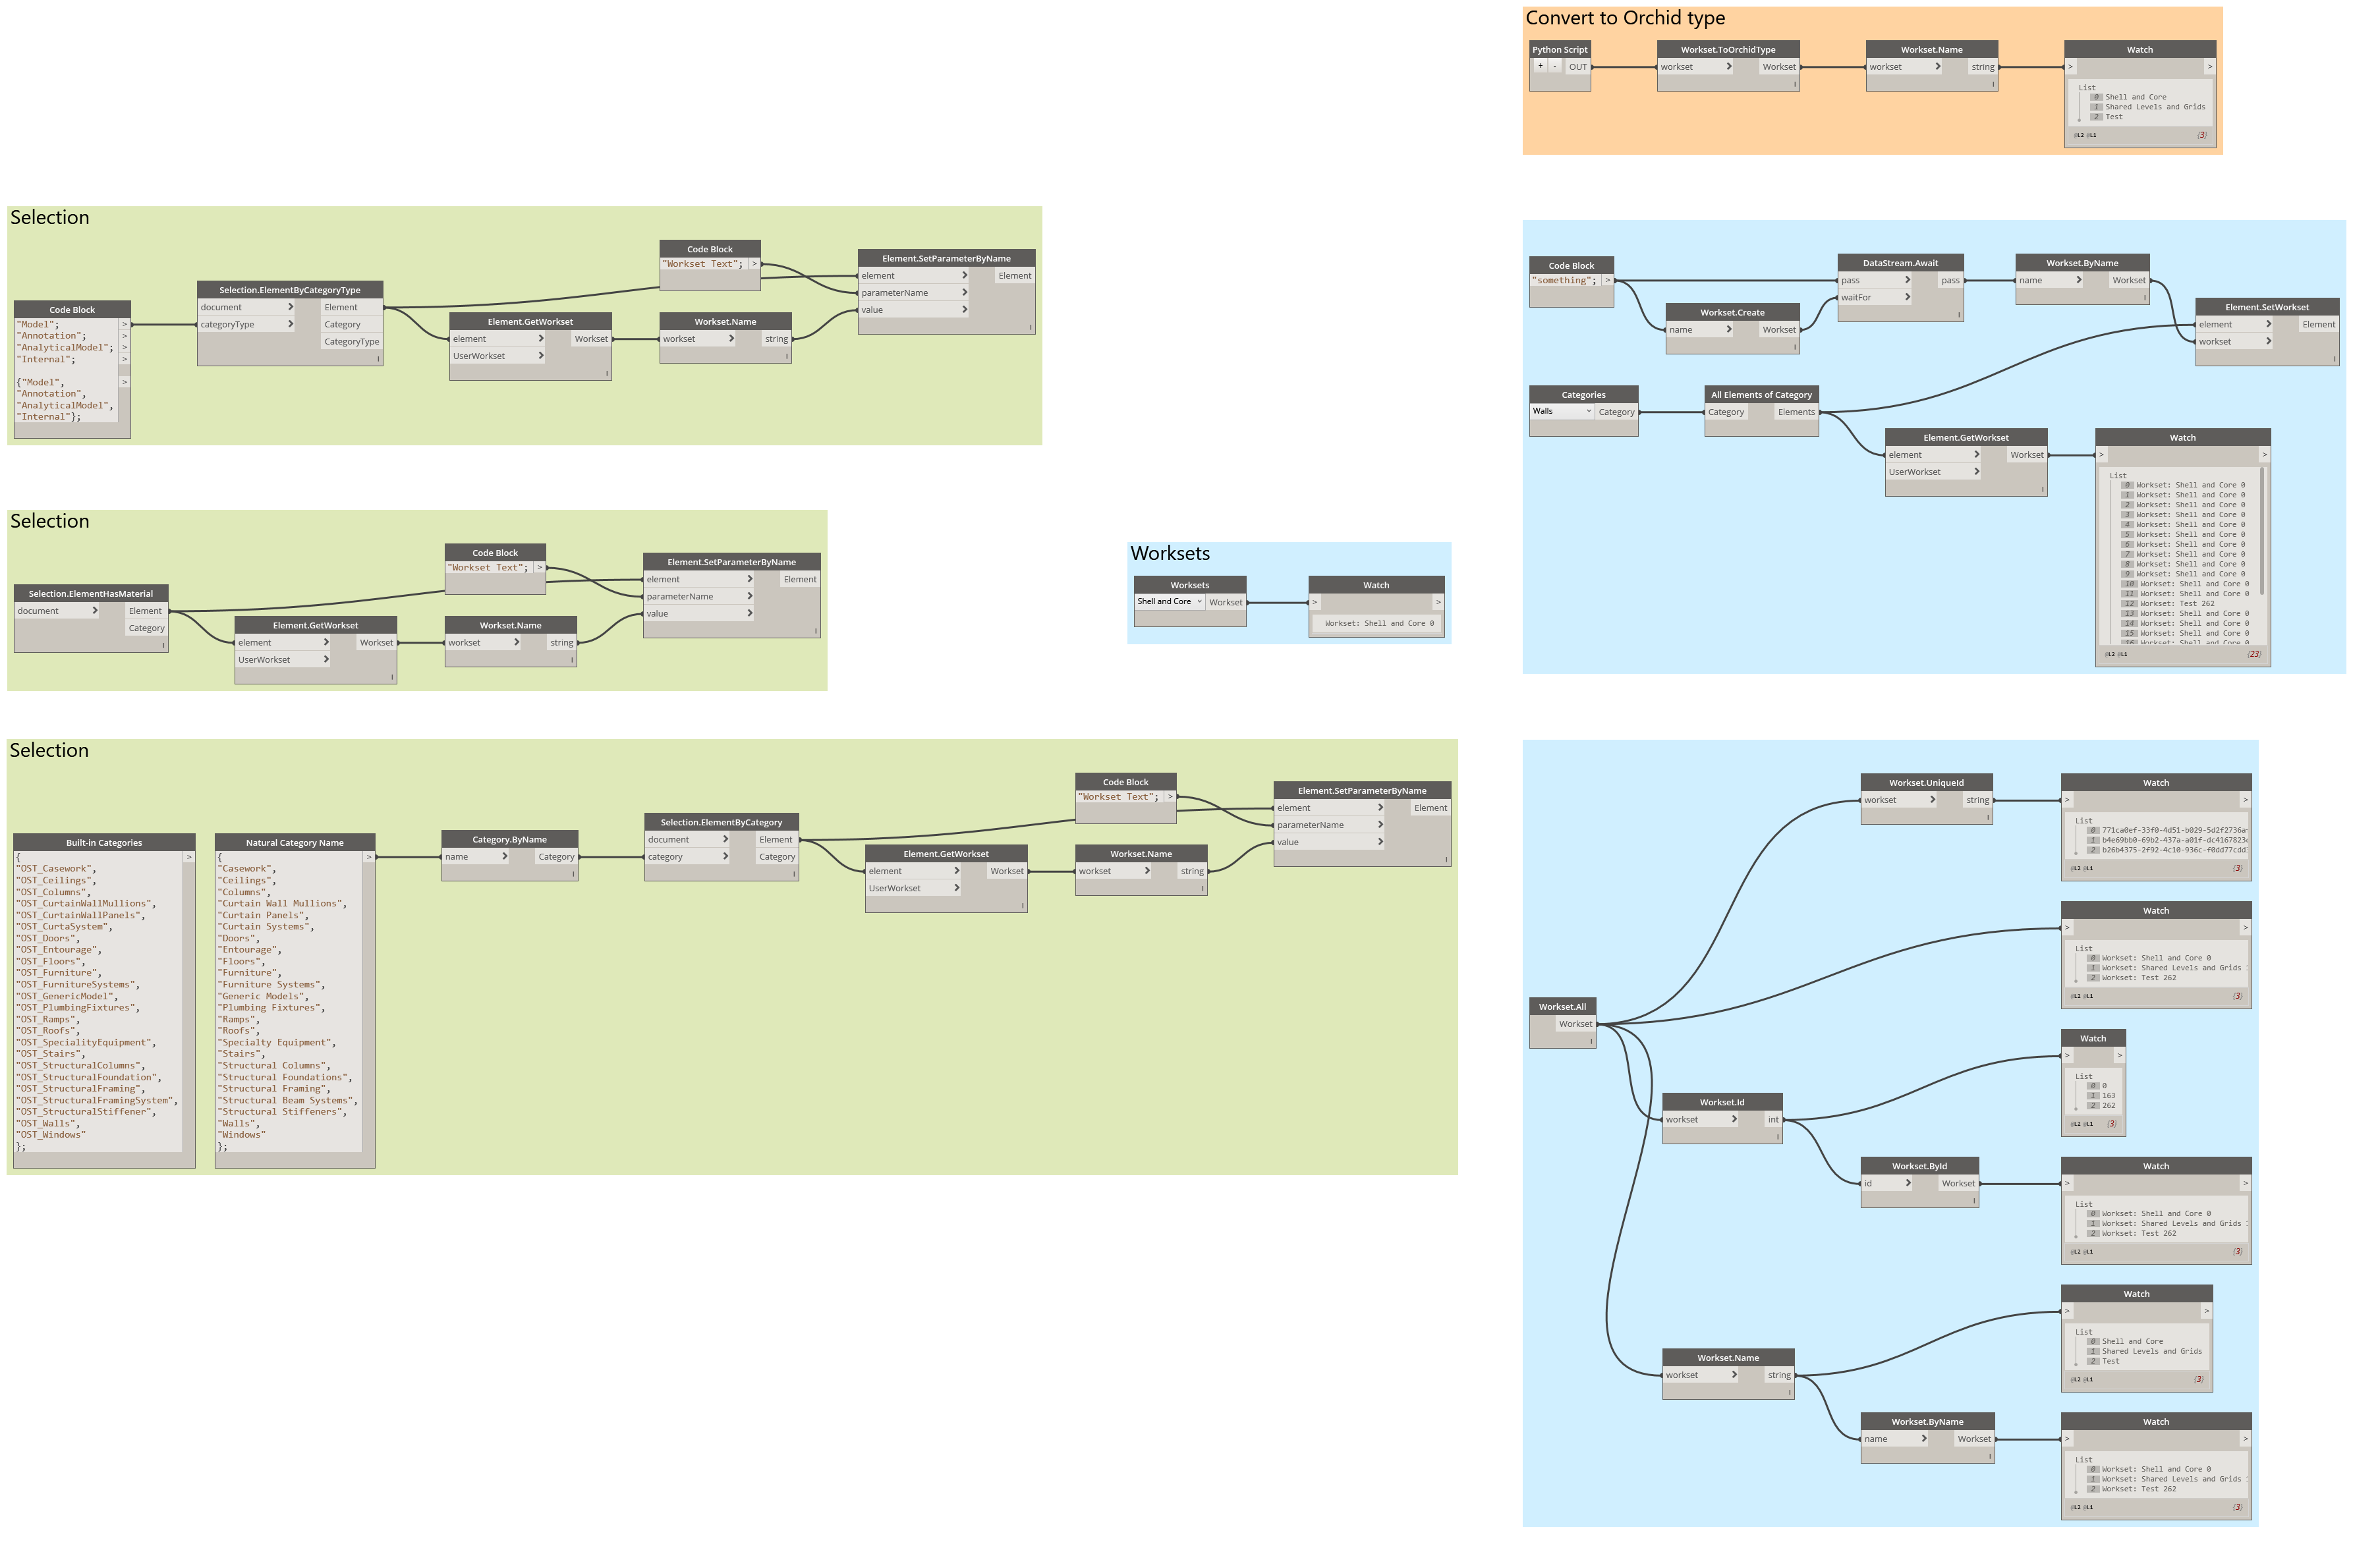 Convert to Orchid type
Python Script
+ - OUT
Workset.ToOrchidType
workset Workset
Workset.Name
workset string
Watch
> >
List
0 Shell and Core
1 Shared Levels and Grids
2 Test
@L2 @L1 {3}
Selection
Code Block
"Model"; >
"Annotation"; >
"AnalyticalModel"; >
"Internal"; >
{"Model", >
"Annotation",
"AnalyticalModel",
"Internal"};
Selection.ElementByCategoryType
document Element
categoryType Category
CategoryType
Element.GetWorkset
element Workset
UserWorkset
Code Block
"Workset Text"; >
Workset.Name
workset string
Element.SetParameterByName
element Element
parameterName
value
Code Block
"something"; >
Workset.Create
name Workset
DataStream.Await
pass pass
waitFor
Workset.ByName
name Workset
Element.SetWorkset
element Element
workset
Categories
Walls Category
All Elements of Category
Category Elements
Element.GetWorkset
element Workset
UserWorkset
Watch
> >
List
0 Workset: Shell and Core 0
1 Workset: Shell and Core 0
2 Workset: Shell and Core 0
3 Workset: Shell and Core 0
4 Workset: Shell and Core 0
5 Workset: Shell and Core 0
6 Workset: Shell and Core 0
7 Workset: Shell and Core 0
8 Workset: Shell and Core 0
9 Workset: Shell and Core 0
10 Workset: Shell and Core 0
11 Workset: Shell and Core 0
12 Workset: Test 262
13 Workset: Shell and Core 0
14 Workset: Shell and Core 0
15 Workset: Shell and Core 0
16 Workset: Shell and Core 0
@L2 @L1 {23}
Selection
Selection.ElementHasMaterial
document Element
Category
Element.GetWorkset
element Workset
UserWorkset
Code Block
"Workset Text"; >
Workset.Name
workset string
Element.SetParameterByName
element Element
parameterName
value
Worksets
Worksets
Shell and Core Workset
Watch
> >
Workset: Shell and Core 0
Selection
Built-in Categories
{ >
"OST_Casework",
"OST_Ceilings",
"OST_Columns",
"OST_CurtainWallMullions",
"OST_CurtainWallPanels",
"OST_CurtaSystem",
"OST_Doors",
"OST_Entourage",
"OST_Floors",
"OST_Furniture",
"OST_FurnitureSystems",
"OST_GenericModel",
"OST_PlumbingFixtures",
"OST_Ramps",
"OST_Roofs",
"OST_SpecialityEquipment",
"OST_Stairs",
"OST_StructuralColumns",
"OST_StructuralFoundation",
"OST_StructuralFraming",
"OST_StructuralFramingSystem",
"OST_StructuralStiffener",
"OST_Walls",
"OST_Windows"
};
Natural Category Name
{ >
"Casework",
"Ceilings",
"Columns",
"Curtain Wall Mullions",
"Curtain Panels",
"Curtain Systems",
"Doors",
"Entourage",
"Floors",
"Furniture",
"Furniture Systems",
"Generic Models",
"Plumbing Fixtures",
"Ramps",
"Roofs",
"Specialty Equipment",
"Stairs",
"Structural Columns",
"Structural Foundations",
"Structural Framing",
"Structural Beam Systems",
"Structural Stiffeners",
"Walls",
"Windows"
};
Category.ByName
name Category
Selection.ElementByCategory
document Element
category Category
Element.GetWorkset
element Workset
UserWorkset
Code Block
"Workset Text"; >
Workset.Name
workset string
Element.SetParameterByName
element Element
parameterName
value
Workset.All
Workset
Workset.UniqueId
workset string
Watch
> >
List
0 771ca0ef-33f0-4d51-b029-5d2f2736a
1 b4e69bb0-69b2-437a-a01f-dc4167823
2 b26b4375-2f92-4c10-936c-f0dd77cdd
@L2 @L1 {3}
Watch
> >
List
0 Workset: Shell and Core 0
1 Workset: Shared Levels and Grids
2 Workset: Test 262
@L2 @L1 {3}
Workset.Id
workset int
Watch
> >
List
0 0
1 163
2 262
@L2 @L1 {3}
Workset.ById
id Workset
Watch
> >
List
0 Workset: Shell and Core 0
1 Workset: Shared Levels and Grids
2 Workset: Test 262
@L2 @L1 {3}
Workset.Name
workset string
Watch
> >
List
0 Shell and Core
1 Shared Levels and Grids
2 Test
@L2 @L1 {3}
Workset.ByName
name Workset
Watch
> >
List
0 Workset: Shell and Core 0
1 Workset: Shared Levels and Grids
2 Workset: Test 262
@L2 @L1 {3}